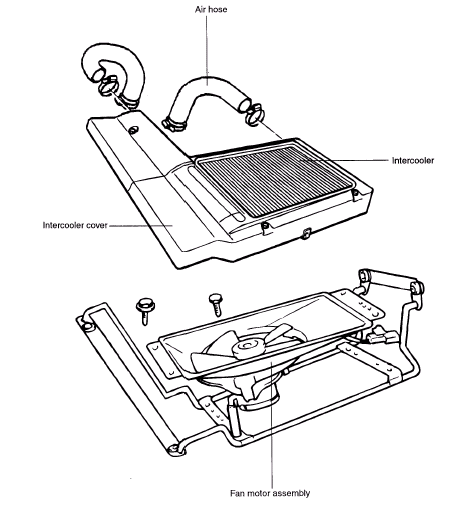 Air hose
Intercooler
Intercooler cover
Fan motor assembly